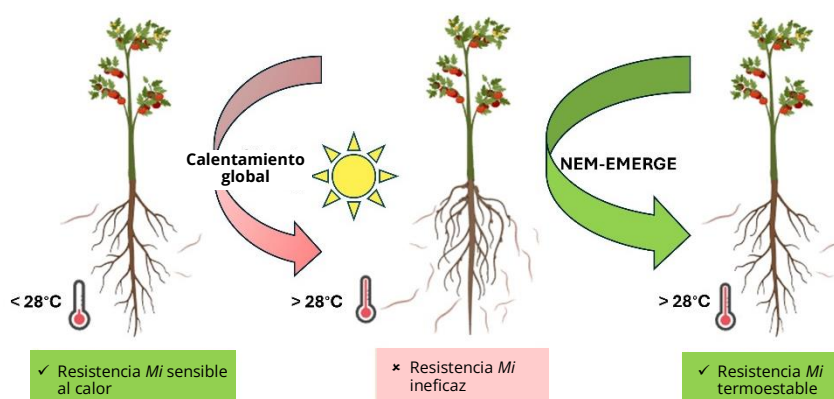 Calentamiento
global
NEM-EMERGE
< 28°C
> 28°C
> 28°C
✓ Resistencia Mi sensible
al calor
× Resistencia Mi
ineficaz
✓ Resistencia Mi
termoestable